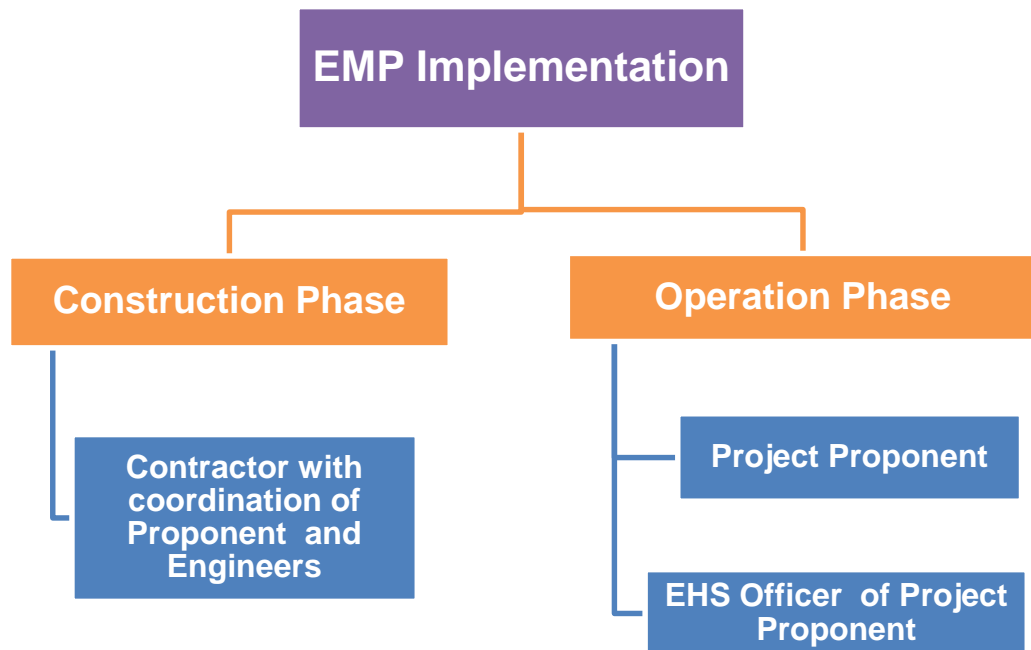 EMP Implementation
Construction Phase
Operation Phase
Contractor with
coordination of
Proponent and
Engineers
Project Proponent
EHS Officer of Project
Proponent